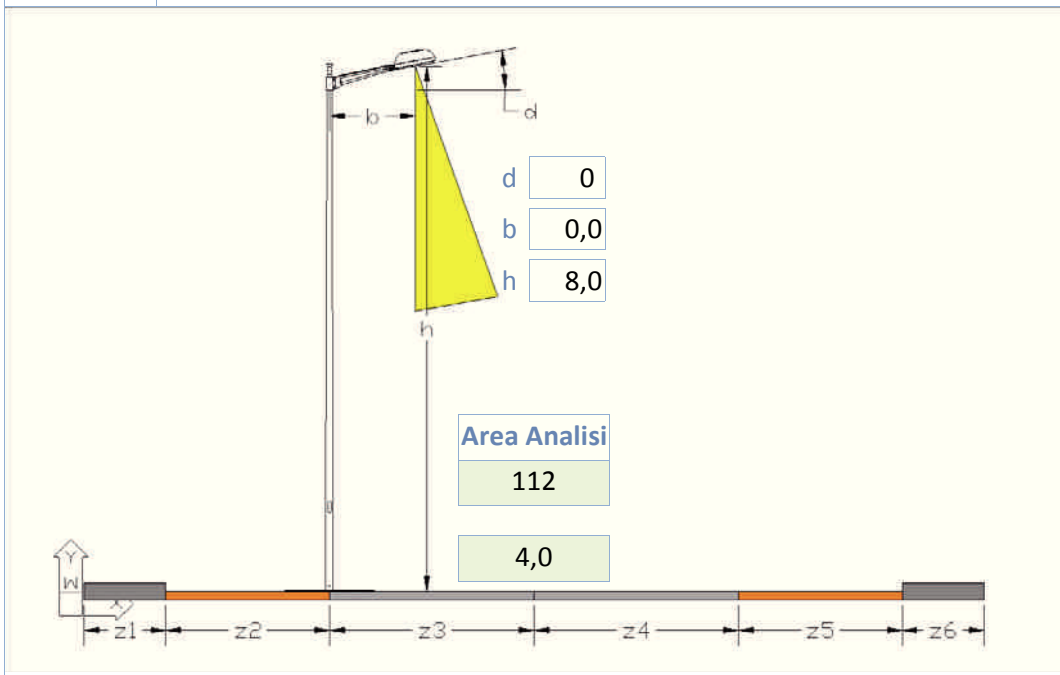 b
d
d 0
b 0,0
h 8,0
h
Area Analisi
112
4,0
Y
W
X
z1 z2 z3 z4 z5 z6